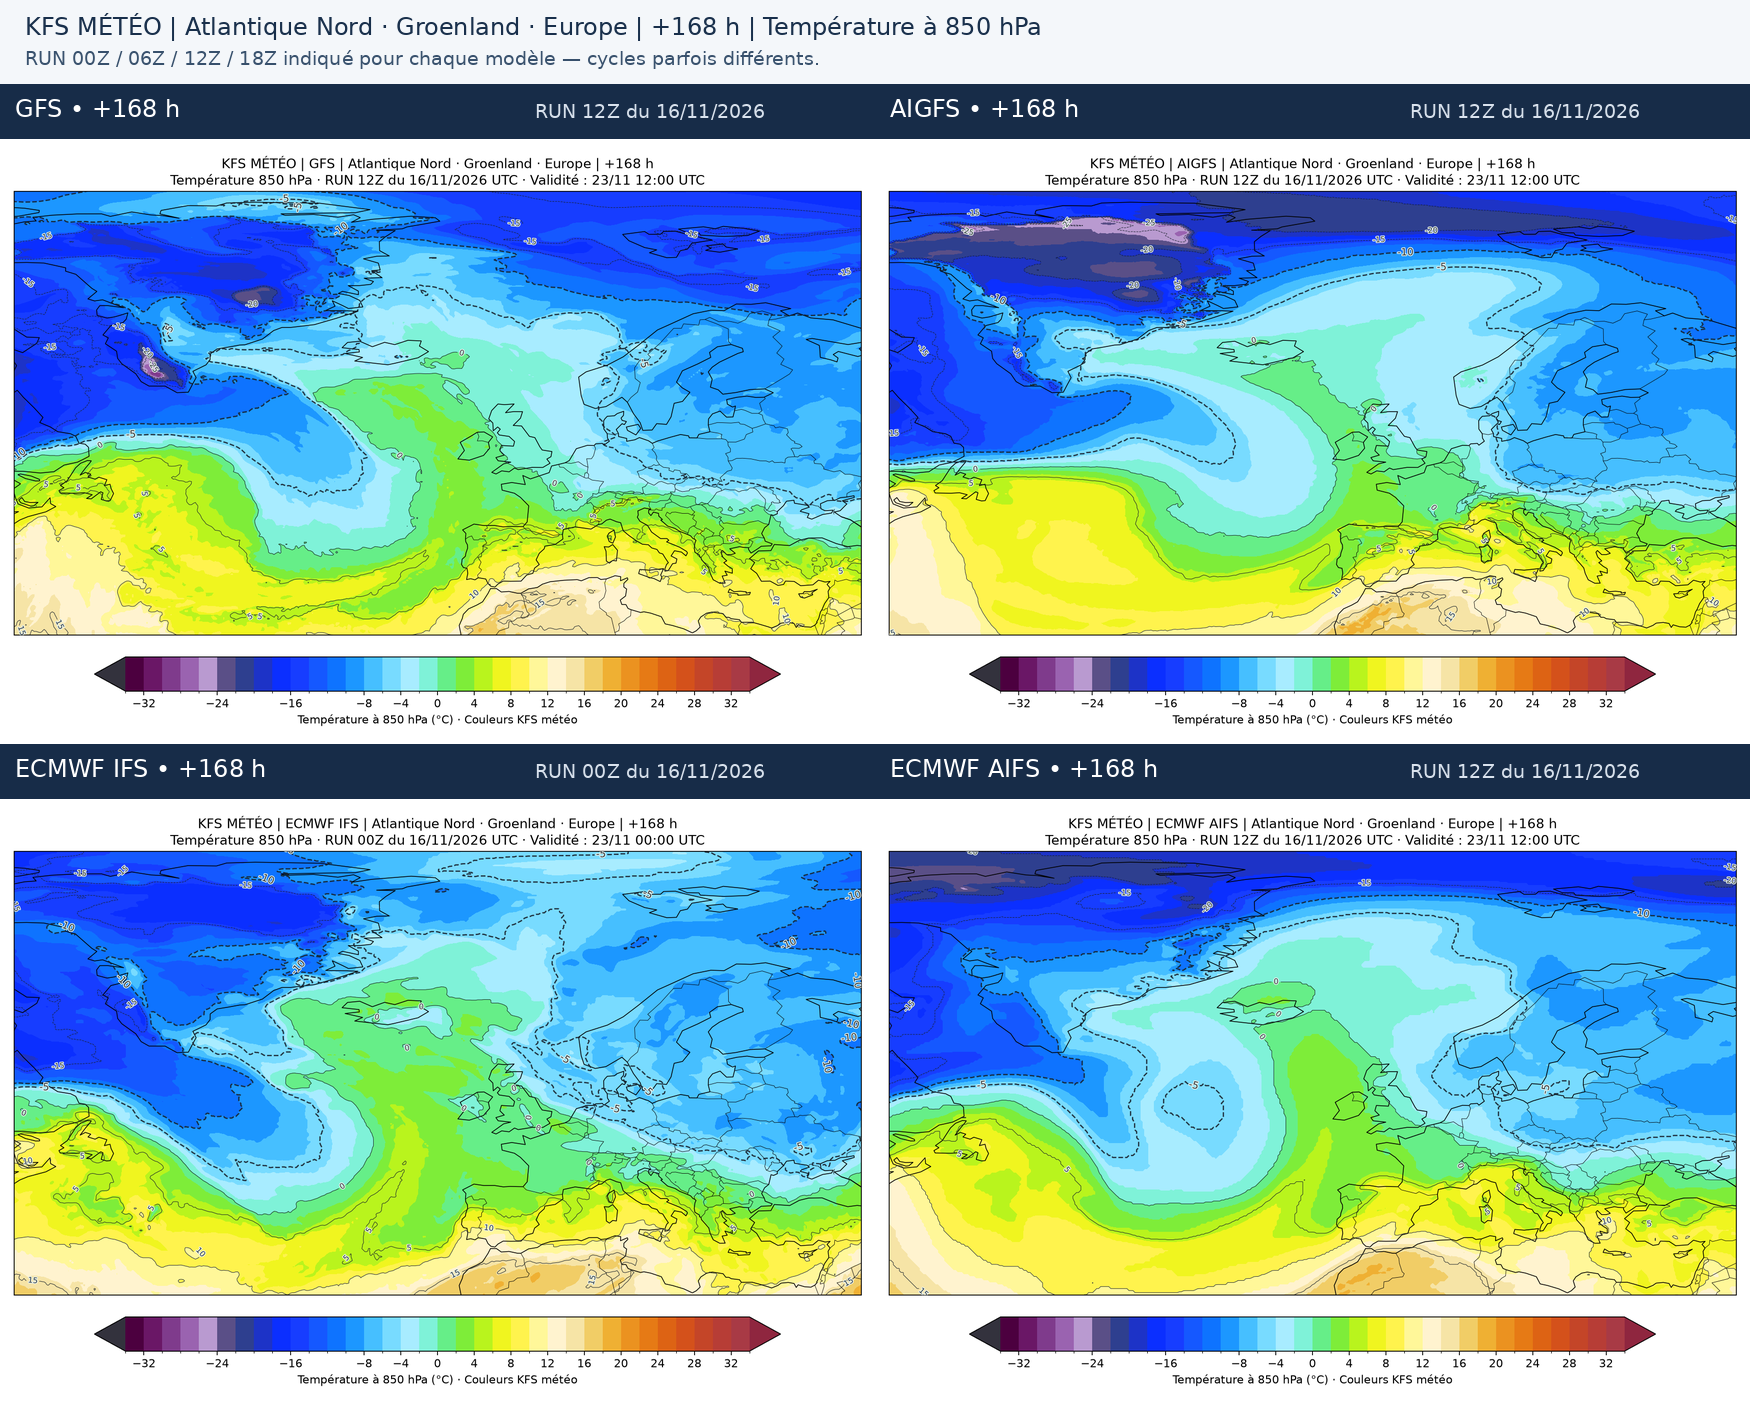 KFS MÉTÉO | Atlantique Nord · Groenland · Europe | +168 h | Température à 850 hPa
RUN 00Z / 06Z / 12Z / 18Z indiqué pour chaque modèle — cycles parfois différents.
GFS • +168 h
RUN 12Z du 16/11/2026
KFS MÉTÉO | GFS | Atlantique Nord · Groenland · Europe | +168 h
Température 850 hPa · RUN 12Z du 16/11/2026 UTC · Validité : 23/11 12:00 UTC
−32 −24 −16 −8 −4 0 4 8 12 16 20 24 28 32
Température à 850 hPa (°C) · Couleurs KFS météo
AIGFS • +168 h
RUN 12Z du 16/11/2026
KFS MÉTÉO | AIGFS | Atlantique Nord · Groenland · Europe | +168 h
Température 850 hPa · RUN 12Z du 16/11/2026 UTC · Validité : 23/11 12:00 UTC
−32 −24 −16 −8 −4 0 4 8 12 16 20 24 28 32
Température à 850 hPa (°C) · Couleurs KFS météo
ECMWF IFS • +168 h
RUN 00Z du 16/11/2026
KFS MÉTÉO | ECMWF IFS | Atlantique Nord · Groenland · Europe | +168 h
Température 850 hPa · RUN 00Z du 16/11/2026 UTC · Validité : 23/11 00:00 UTC
−32 −24 −16 −8 −4 0 4 8 12 16 20 24 28 32
Température à 850 hPa (°C) · Couleurs KFS météo
ECMWF AIFS • +168 h
RUN 12Z du 16/11/2026
KFS MÉTÉO | ECMWF AIFS | Atlantique Nord · Groenland · Europe | +168 h
Température 850 hPa · RUN 12Z du 16/11/2026 UTC · Validité : 23/11 12:00 UTC
−32 −24 −16 −8 −4 0 4 8 12 16 20 24 28 32
Température à 850 hPa (°C) · Couleurs KFS météo